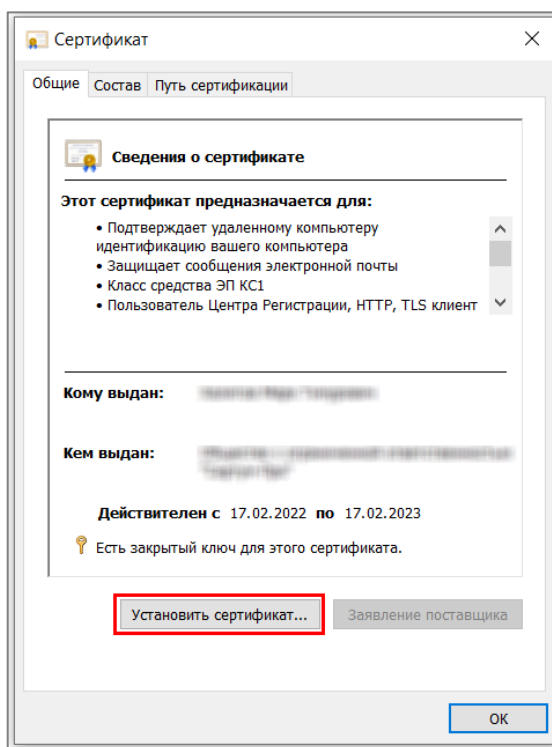 Сертификат
Общие Состав Путь сертификации
Сведения о сертификате
Этот сертификат предназначается для:
• Подтверждает удаленному компьютеру
идентификацию вашего компьютера
• Защищает сообщения электронной почты
• Класс средства ЭП КС1
• Пользователь Центра Регистрации, HTTP, TLS клиент
Кому выдан:
Кем выдан:
Действителен с 17.02.2022 по 17.02.2023
Есть закрытый ключ для этого сертификата.
Установить сертификат... Заявление поставщика
ОК